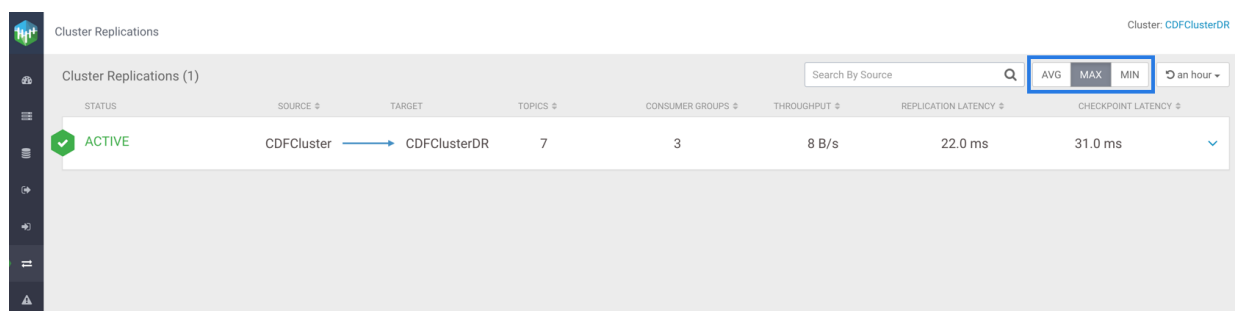 Cluster Replications
Cluster: CDFClusterDR
Cluster Replications (1)
Search By Source
AVG MAX MIN
an hour
STATUS SOURCE TARGET TOPICS CONSUMER GROUPS THROUGHPUT REPLICATION LATENCY CHECKPOINT LATENCY
ACTIVE CDFCluster CDFClusterDR 7 3 8 B/s 22.0 ms 31.0 ms